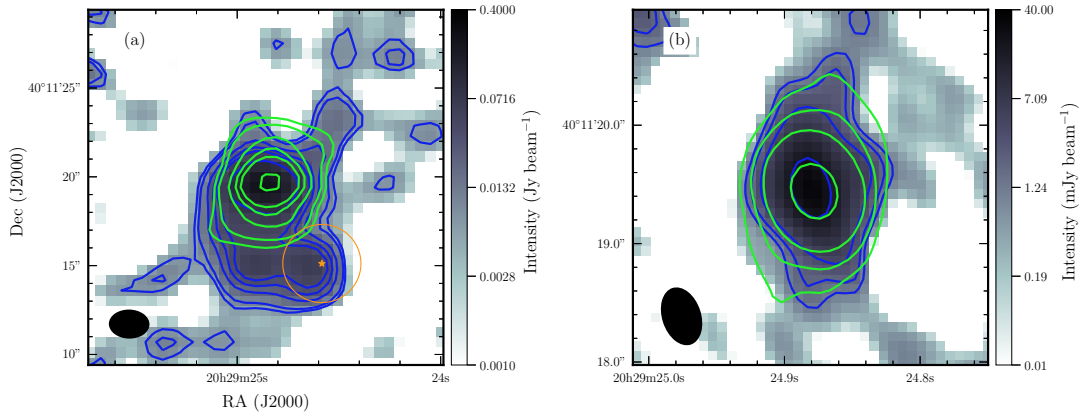 (a)
40°11'25"
20"
15"
10"
Dec (J2000)
20h29m25s
24s
RA (J2000)
0.4000
0.0716
0.0132
0.0028
0.0010
Intensity (Jy beam⁻¹)
(b)
40°11'20.0"
19.0"
18.0"
20h29m25.0s
24.9s
24.8s
40.00
7.09
1.24
0.19
0.01
Intensity (mJy beam⁻¹)